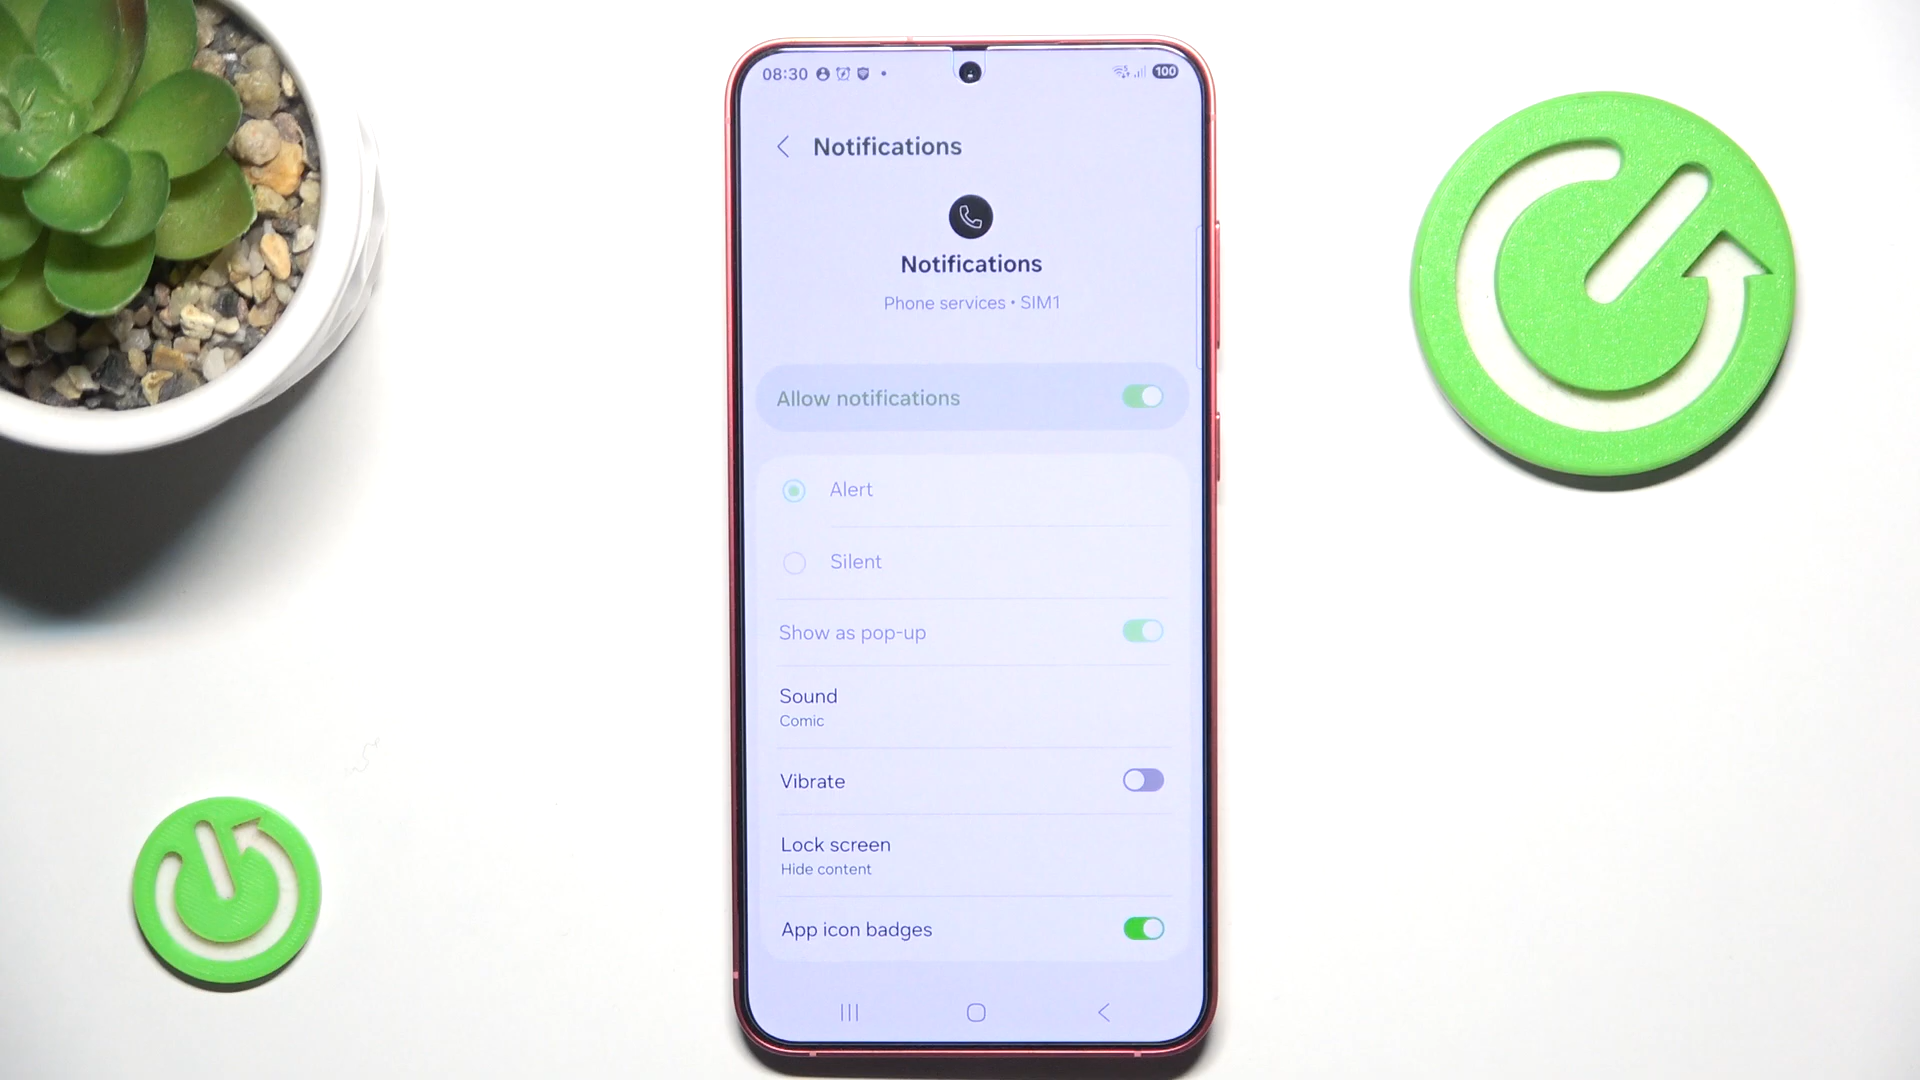 08:30
100
Notifications
Notifications
Phone services • SIM1
Allow notifications
Alert
Silent
Show as pop-up
Sound
Comic
Vibrate
Lock screen
Hide content
App icon badges